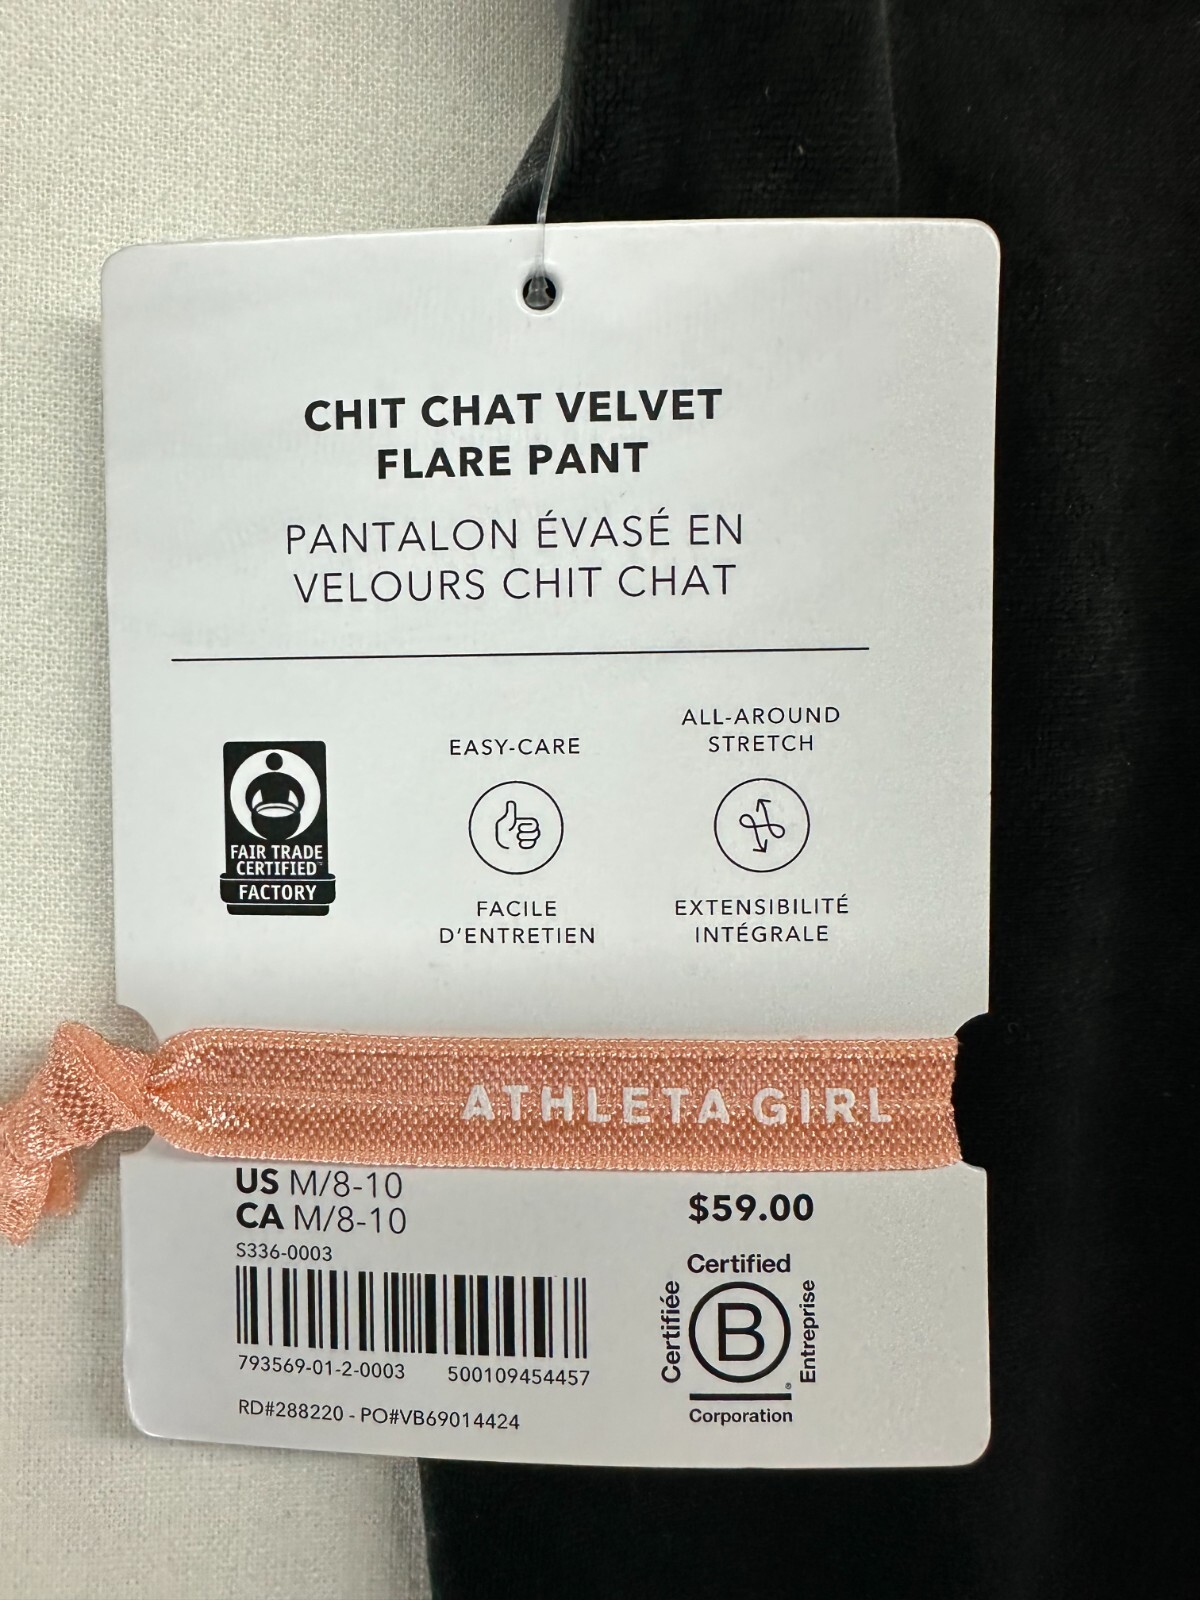 CHIT CHAT VELVET
FLARE PANT
PANTALON ÉVASÉ EN
VELOURS CHIT CHAT
FAIR TRADE
CERTIFIED™
FACTORY
EASY-CARE
FACILE
D'ENTRETIEN
ALL-AROUND
STRETCH
EXTENSIBILITÉ
INTÉGRALE
ATHLETA GIRL
US M/8-10
CA M/8-10
S336-0003
793569-01-2-0003 500109454457
RD#288220 - PO#VB69014424
$59.00
Certified
Certifiée
B
Entreprise
®
Corporation